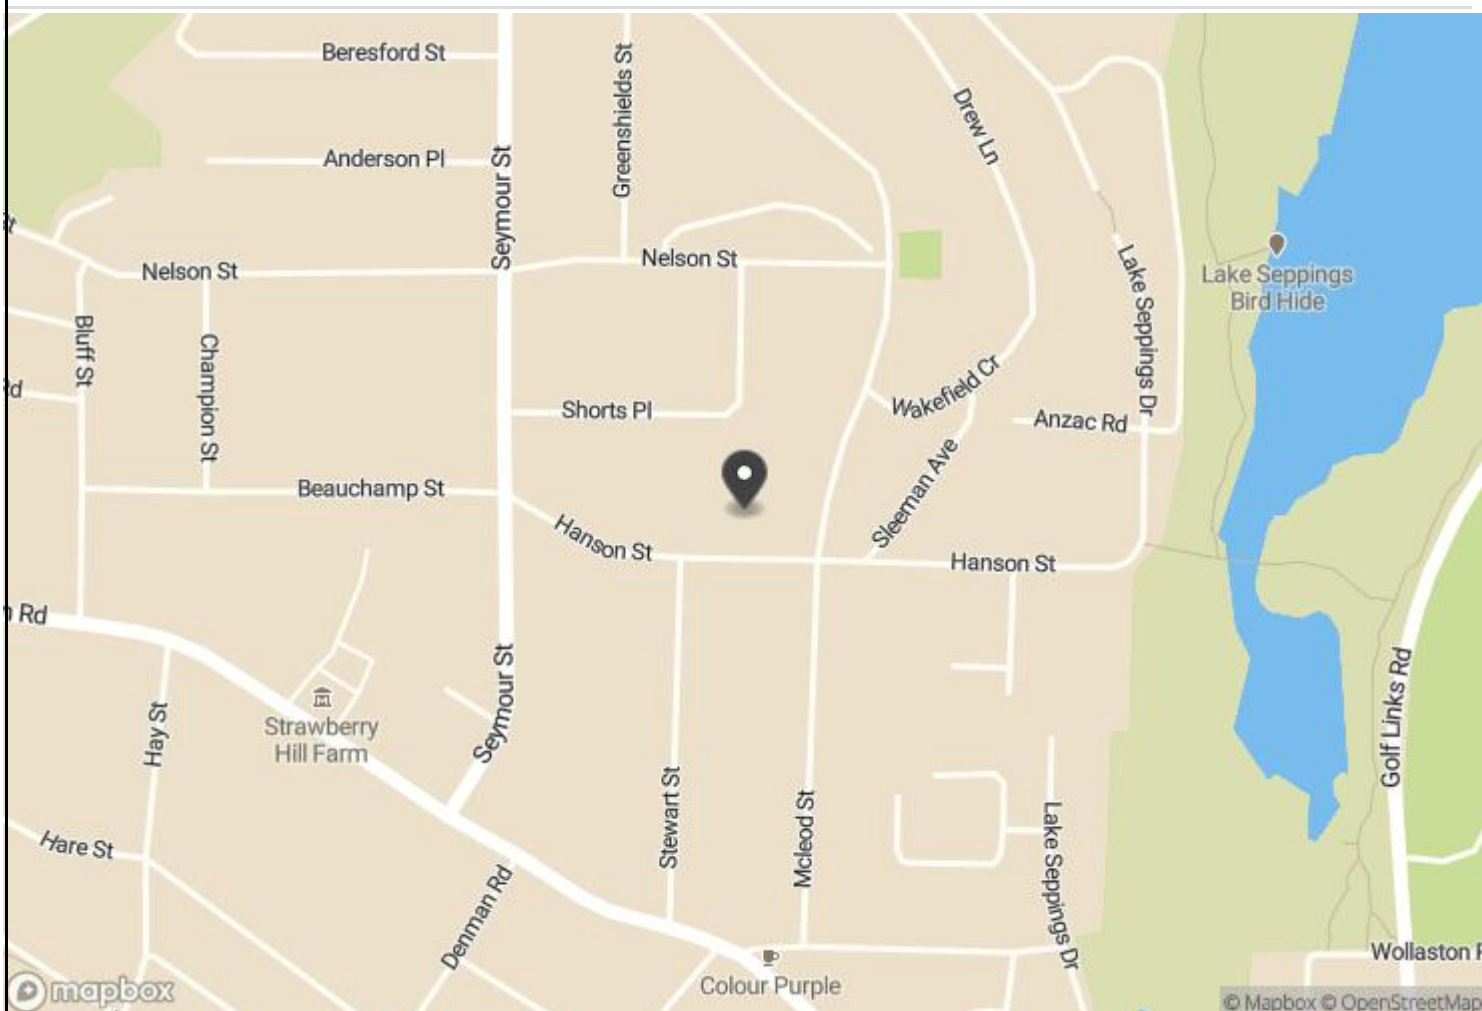 Beresford St
Greenshields St
Drew Ln
Anderson Pl
Seymour St
Nelson St
Nelson St
Lake Seppings Dr
Lake Seppings
Bird Hide
Bluff St
Champion St
Wakefield Cr
Shorts Pl
Anzac Rd
Beauchamp St
Sleeman Ave
Hanson St
Hanson St
Rd
Seymour St
Strawberry
Hill Farm
Hay St
Golf Links Rd
Stewart St
Mcleod St
Lake Seppings Dr
Hare St
Denman Rd
Wollaston
Colour Purple
mapbox
© Mapbox © OpenStreetMap